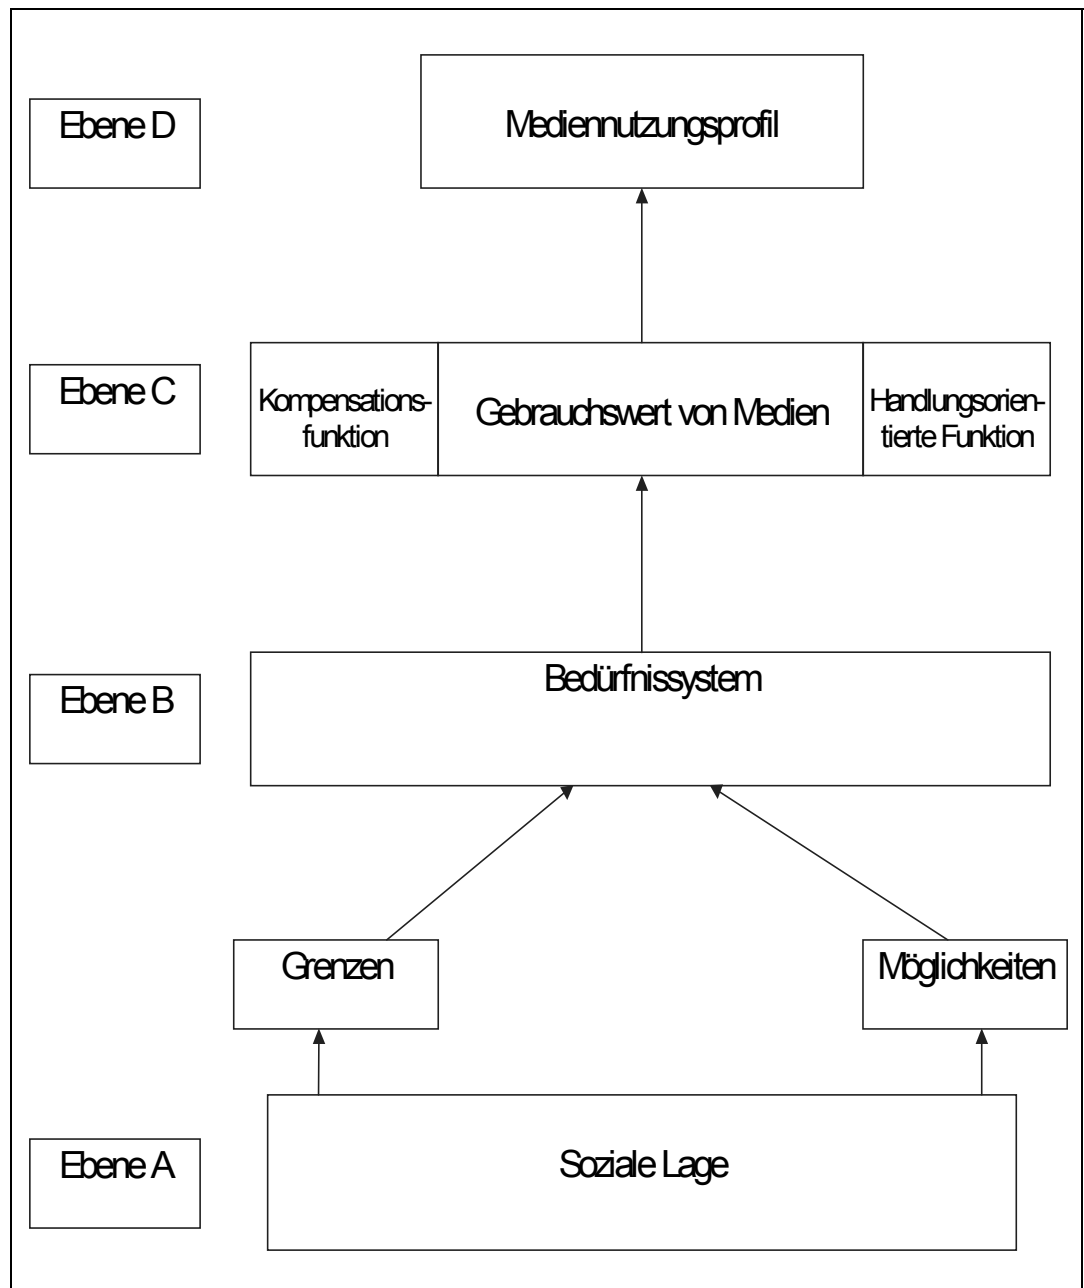 Ebene D
Mediennutzungsprofil
Ebene C
Kompensations-
funktion
Gebrauchswert von Medien
Handlungsorien-
tierte Funktion
Ebene B
Bedürfnissystem
Grenzen
Möglichkeiten
Ebene A
Soziale Lage